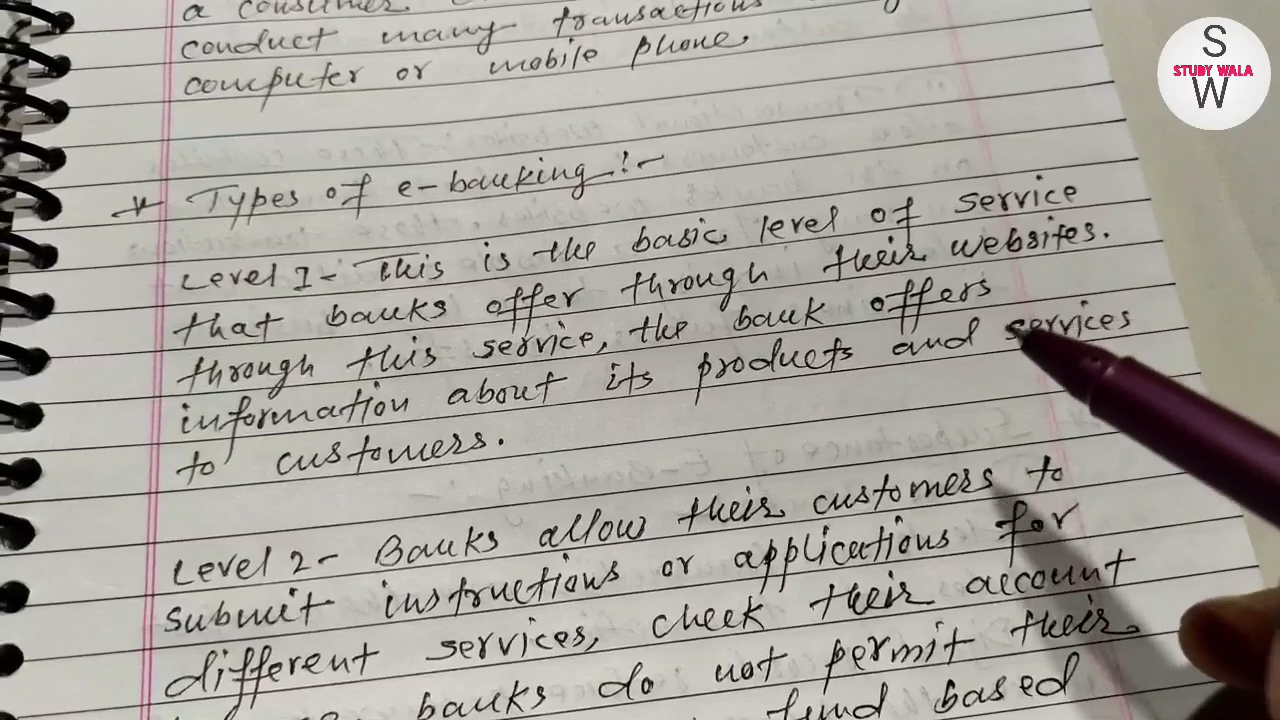 a consumer
conduct many transactions
computer or mobile phone.
Types of e-banking :-
Level 1- This is the basic level of service
that banks offer through their websites.
through this service, the bank offers
information about its products and services
to customers.
Level 2- Banks allow their customers to
submit instructions or applications for
different services, check their account
banks do not permit their
fund based
S
STUDY WALA
W